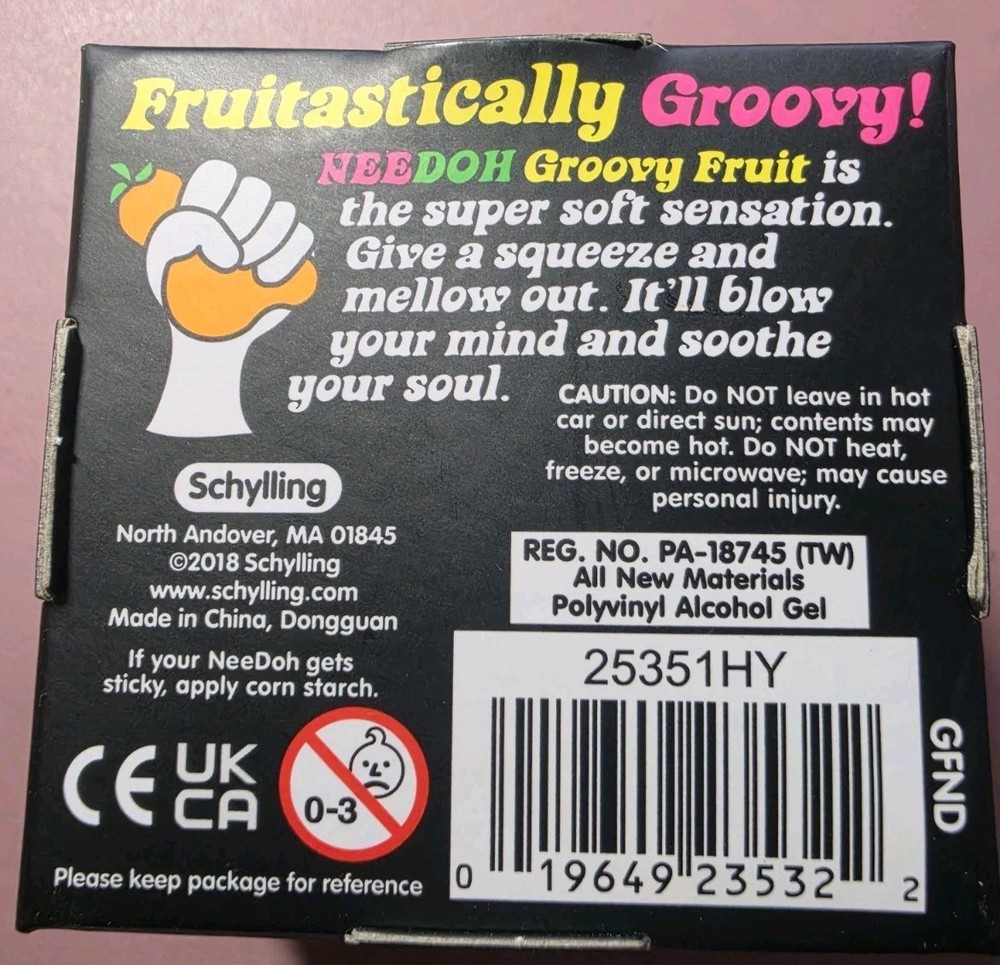 Fruitastically Groovy!
NEEDOH Groovy Fruit is
the super soft sensation.
Give a squeeze and
mellow out. It'll blow
your mind and soothe
your soul.
CAUTION: Do NOT leave in hot
car or direct sun; contents may
become hot. Do NOT heat,
freeze, or microwave; may cause
personal injury.
Schylling
North Andover, MA 01845
©2018 Schylling
www.schylling.com
Made in China, Dongguan
If your NeeDoh gets
sticky, apply corn starch.
REG. NO. PA-18745 (TW)
All New Materials
Polyvinyl Alcohol Gel
25351HY
0 19649 23532 2
GFND
CE UK
CA
0-3
Please keep package for reference